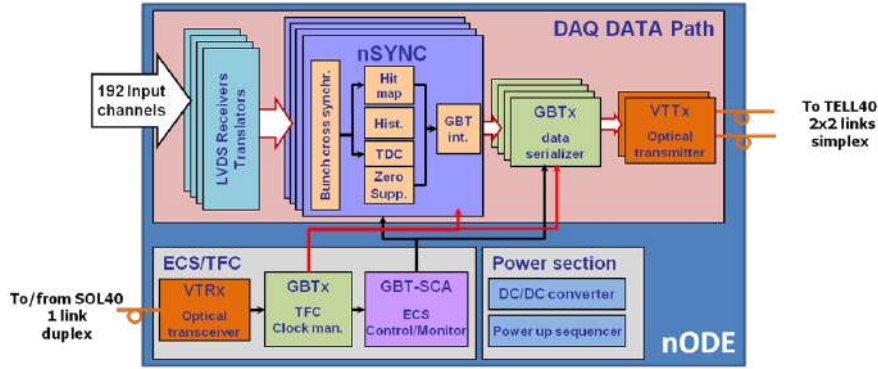 DAQ DATA Path
192 Input
channels
LVDS Receivers
Translators
nSYNC
Bunch cross synchr.
Hit
map
Hist.
TDC
Zero
Supp.
GBT
int.
GBTx
data
serializer
VTTx
Optical
transmitter
To TELL40
2x2 links
simplex
ECS/TFC
To/from SOL40
1 link
duplex
VTRx
Optical
transceiver
GBTx
TFC
Clock man.
GBT-SCA
ECS
Control/Monitor
Power section
DC/DC converter
Power up sequencer
nODE